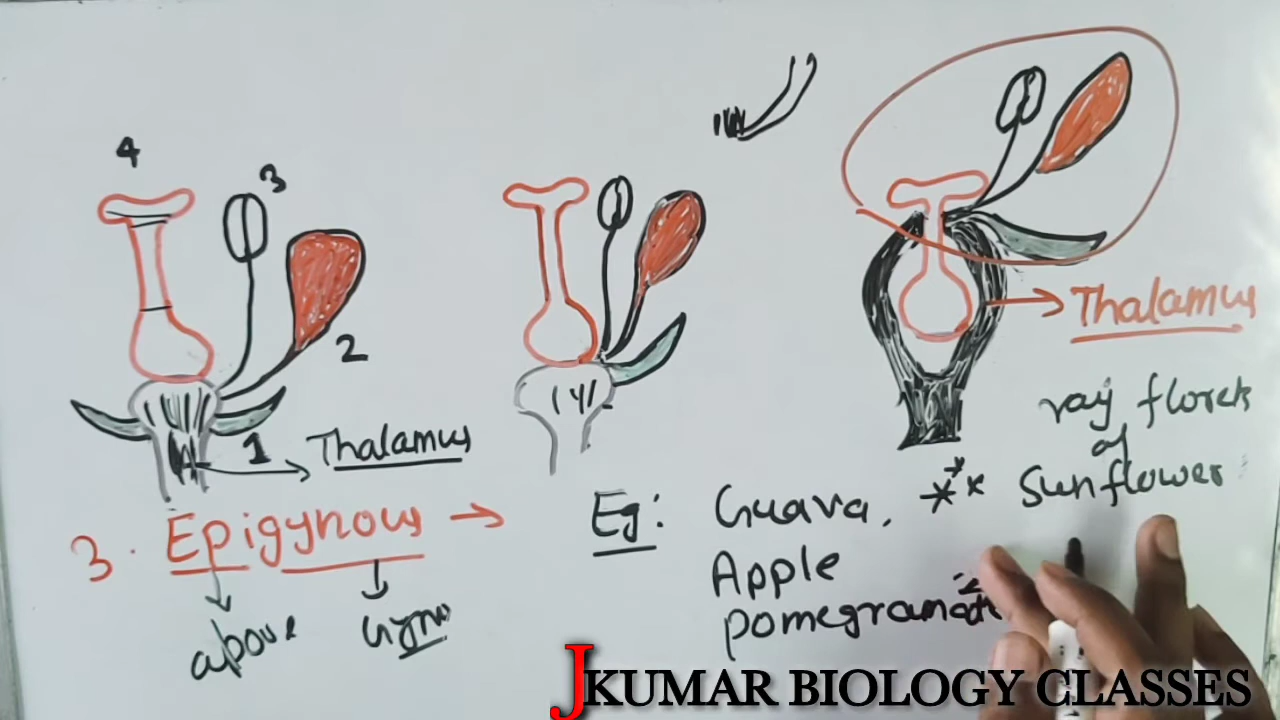 4
3
2
1
Thalamus
Thalamus
3. Epigynous →
above
Gyno
Eg: Guava,
Apple
ray florets
of
Sunflower
JKUMAR BIOLOGY CLASSES